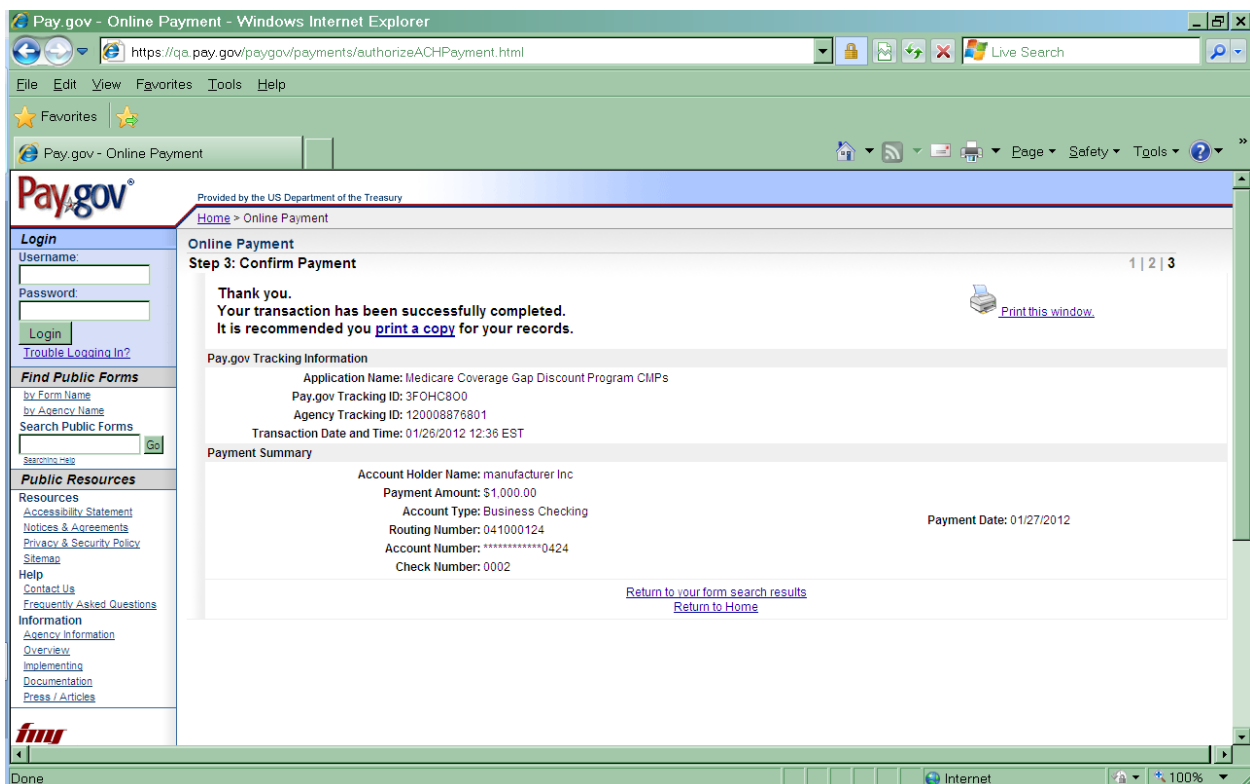 Pay.gov - Online Payment - Windows Internet Explorer
https://qa.pay.gov/paygov/payments/authorizeACHPayment.html
Live Search
File Edit View Favorites Tools Help
Favorites
Pay.gov - Online Payment
Page Safety Tools
Pay.gov
Provided by the US Department of the Treasury
Home > Online Payment
Login
Username:
Password:
Login
Trouble Logging In?
Find Public Forms
by Form Name
by Agency Name
Search Public Forms
Go
Searching Help
Public Resources
Resources
Accessibility Statement
Notices & Agreements
Privacy & Security Policy
Sitemap
Help
Contact Us
Frequently Asked Questions
Information
Agency Information
Overview
Implementing
Documentation
Press / Articles
Online Payment
Step 3: Confirm Payment 1 | 2 | 3
Thank you.
Your transaction has been successfully completed.
It is recommended you print a copy for your records.
Print this window.
Pay.gov Tracking Information
Application Name: Medicare Coverage Gap Discount Program CMPs
Pay.gov Tracking ID: 3FOHC8O0
Agency Tracking ID: 120008876801
Transaction Date and Time: 01/26/2012 12:36 EST
Payment Summary
Account Holder Name: manufacturer Inc
Payment Amount: $1,000.00
Account Type: Business Checking
Routing Number: 041000124
Account Number: ************0424
Check Number: 0002
Payment Date: 01/27/2012
Return to your form search results
Return to Home
Done
Internet
100%